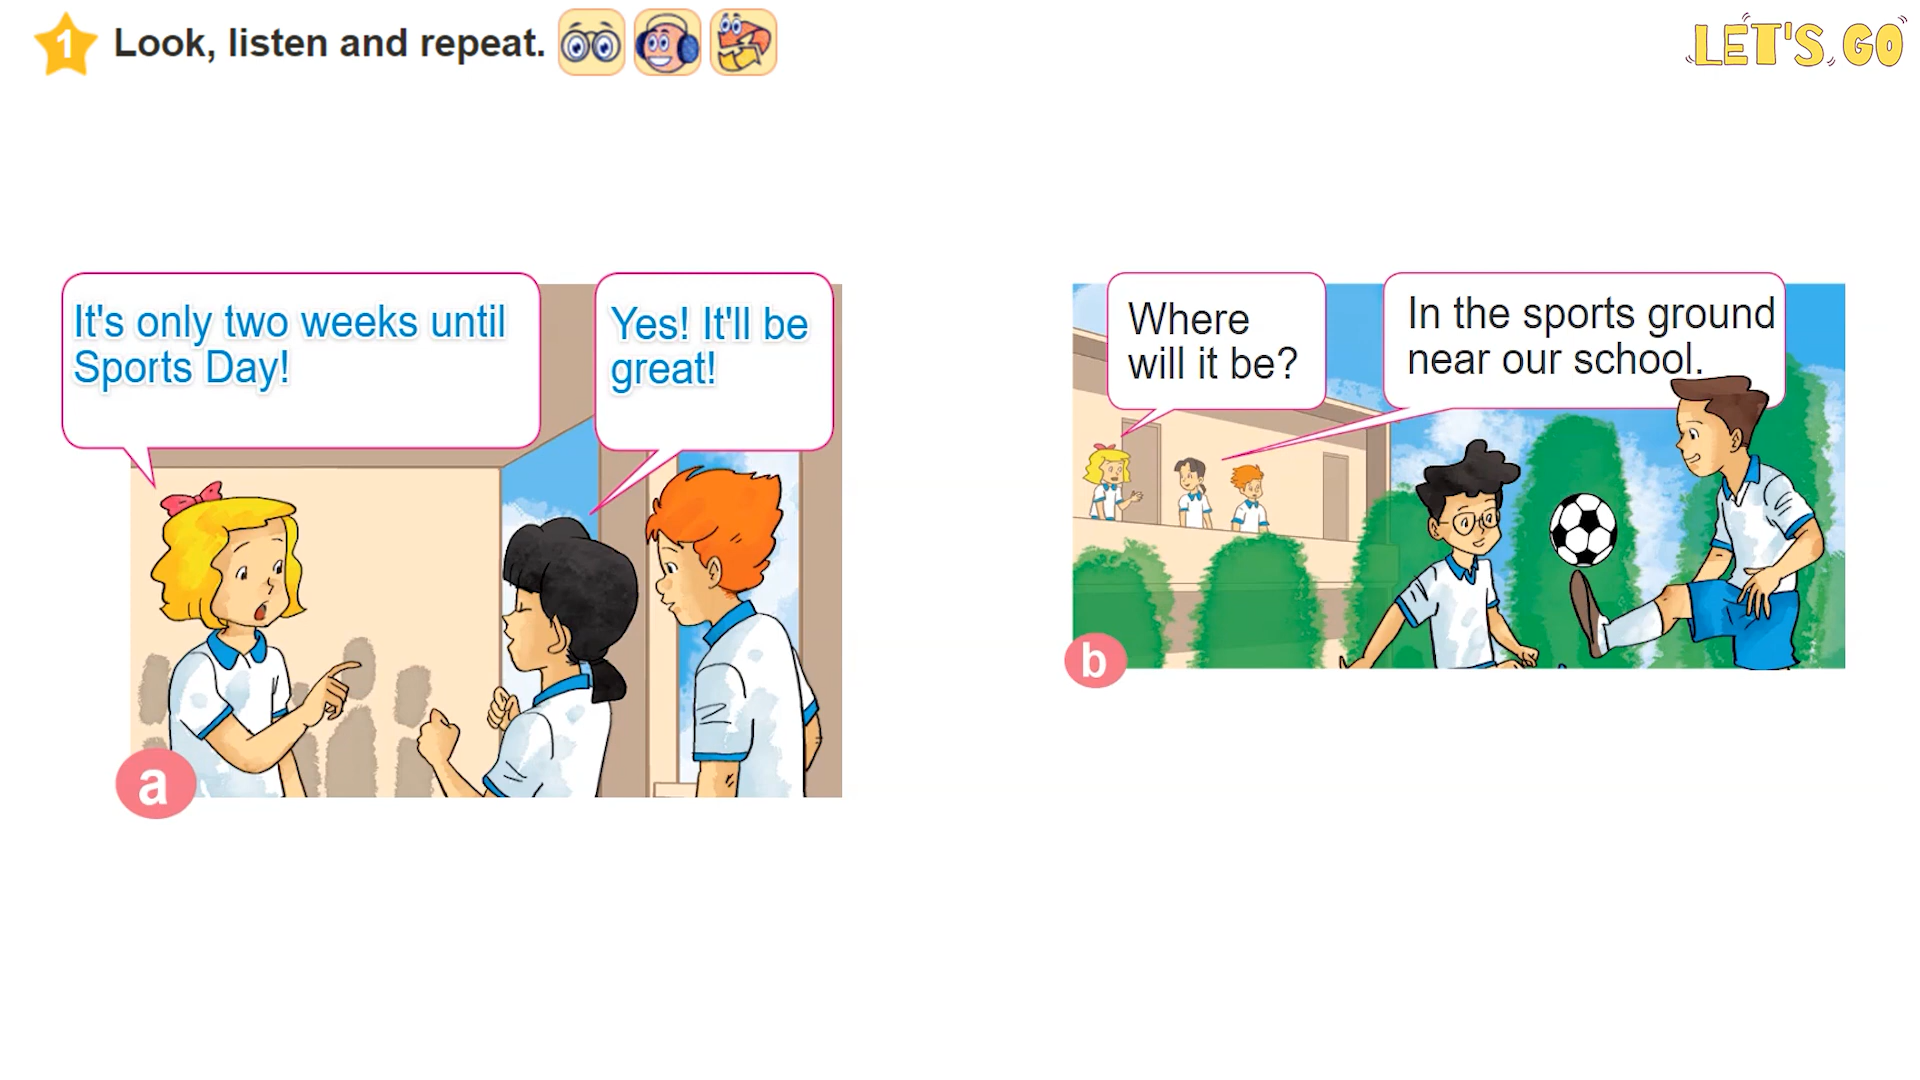 1 Look, listen and repeat.
LET'S GO
It's only two weeks until
Sports Day!
Yes! It'll be
great!
a
Where
will it be?
In the sports ground
near our school.
b